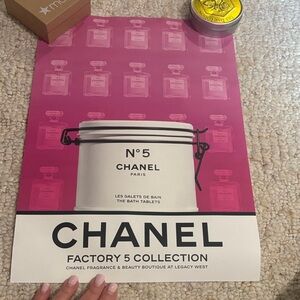 N°5
CHANEL
PARIS
LES GALETS DE BAIN
THE BATH TABLETS
CHANEL
FACTORY 5 COLLECTION
CHANEL FRAGRANCE & BEAUTY BOUTIQUE AT LEGACY WEST